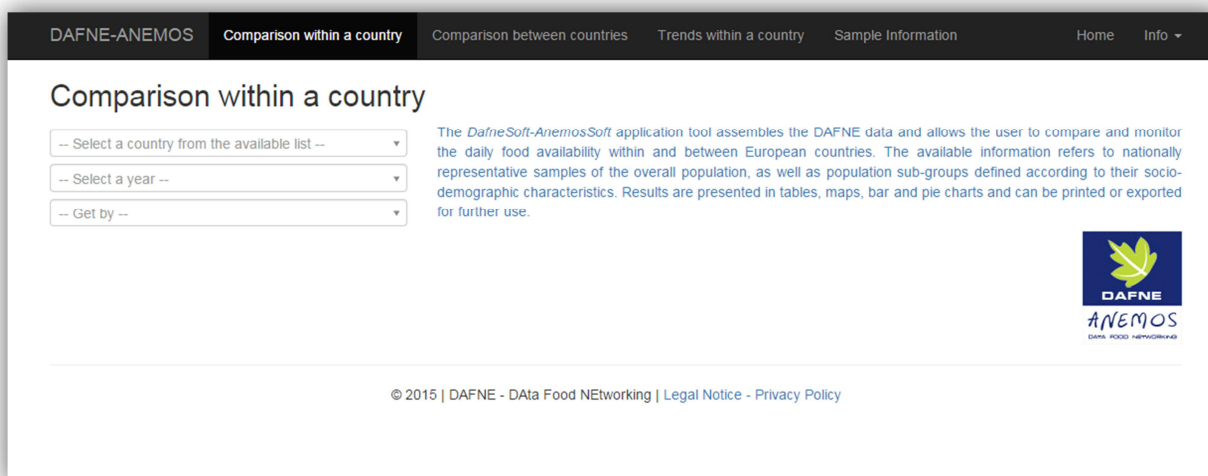 DAFNE-ANEMOS Comparison within a country Comparison between countries Trends within a country Sample Information Home Info
Comparison within a country
-- Select a country from the available list --
-- Select a year --
-- Get by --
The DafneSoft-AnemosSoft application tool assembles the DAFNE data and allows the user to compare and monitor
the daily food availability within and between European countries. The available information refers to nationally
representative samples of the overall population, as well as population sub-groups defined according to their socio-
demographic characteristics. Results are presented in tables, maps, bar and pie charts and can be printed or exported
for further use.
DAFNE
ANEMOS
DATA FOOD NETWORKING
© 2015 | DAFNE - DAta Food NEtworking | Legal Notice - Privacy Policy